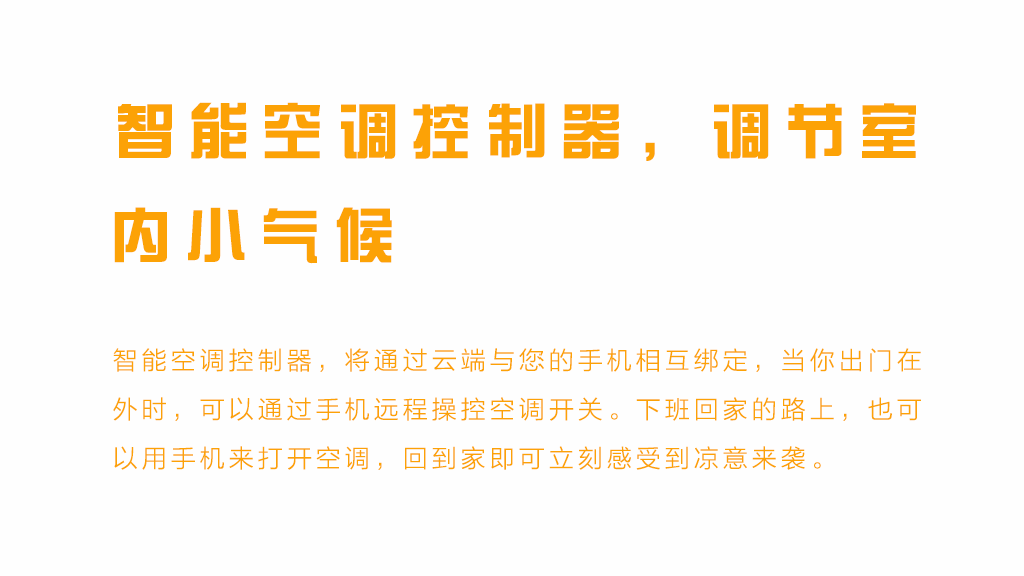 智能空调控制器，调节室
内小气候
智能空调控制器，将通过云端与您的手机相互绑定，当你出门在
外时，可以通过手机远程操控空调开关。下班回家的路上，也可
以用手机来打开空调，回到家即可立刻感受到凉意来袭。